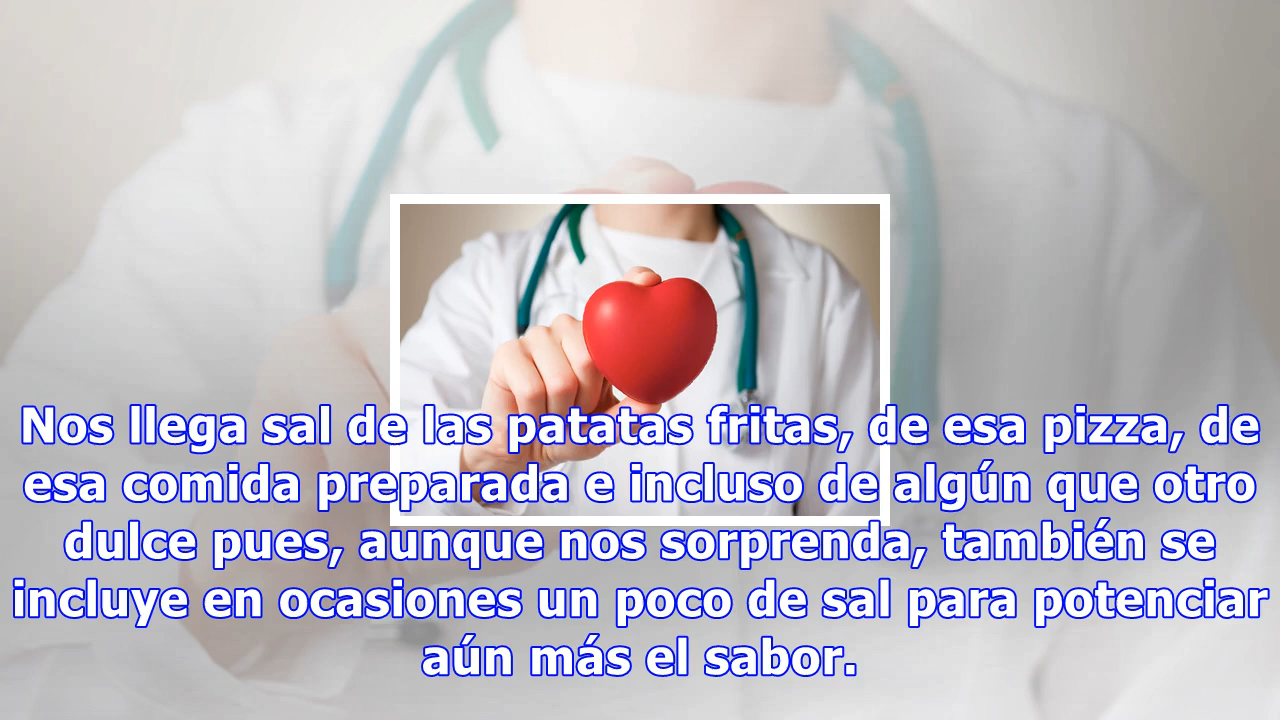 Nos llega sal de las patatas fritas, de esa pizza, de
esa comida preparada e incluso de algún que otro
dulce pues, aunque nos sorprenda, también se
incluye en ocasiones un poco de sal para potenciar
aún más el sabor.